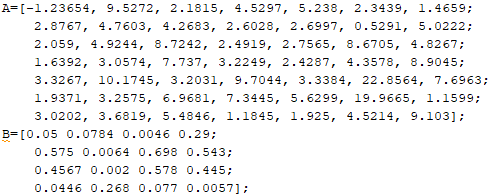 A=[-1.23654, 9.5272, 2.1815, 4.5297, 5.238, 2.3439, 1.4659;
2.8767, 4.7603, 4.2683, 2.6028, 2.6997, 0.5291, 5.0222;
2.059, 4.9244, 8.7242, 2.4919, 2.7565, 8.6705, 4.8267;
1.6392, 3.0574, 7.737, 3.2249, 2.4287, 4.3578, 8.9045;
3.3267, 10.1745, 3.2031, 9.7044, 3.3384, 22.8564, 7.6963;
1.9371, 3.2575, 6.9681, 7.3445, 5.6299, 19.9665, 1.1599;
3.0202, 3.6819, 5.4846, 1.1845, 1.925, 4.5214, 9.103];
B=[0.05 0.0784 0.0046 0.29;
0.575 0.0064 0.698 0.543;
0.4567 0.002 0.578 0.445;
0.0446 0.268 0.077 0.0057];